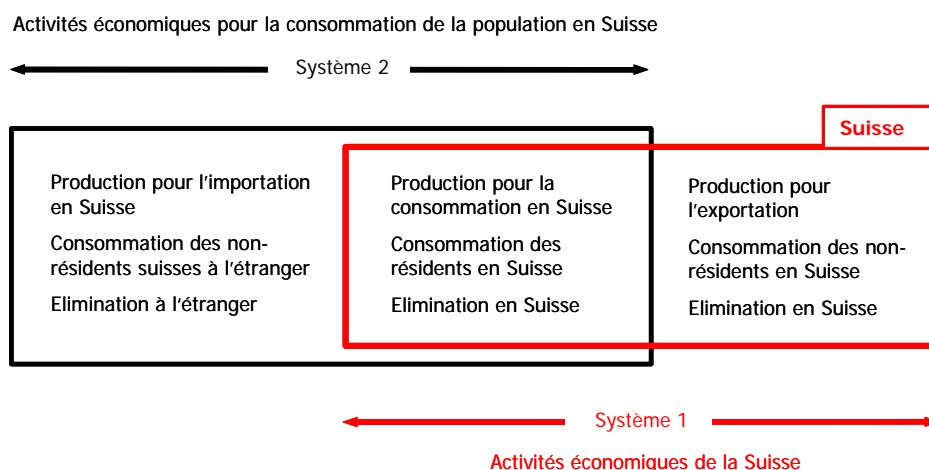 Activités économiques pour la consommation de la population en Suisse
Système 2
Suisse
Production pour l'importation
en Suisse
Consommation des non-
résidents suisses à l'étranger
Elimination à l'étranger
Production pour la
consommation en Suisse
Consommation des
résidents en Suisse
Elimination en Suisse
Production pour
l'exportation
Consommation des non-
résidents en Suisse
Elimination en Suisse
Système 1
Activités économiques de la Suisse